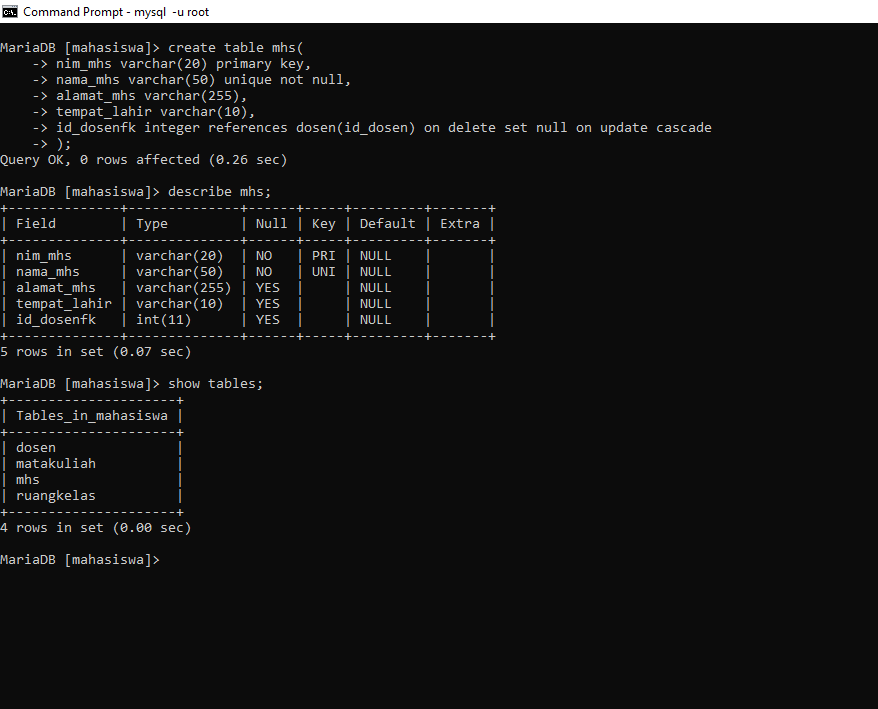 Command Prompt - mysql -u root
MariaDB [mahasiswa]> create table mhs(
    -> nim_mhs varchar(20) primary key,
    -> nama_mhs varchar(50) unique not null,
    -> alamat_mhs varchar(255),
    -> tempat_lahir varchar(10),
    -> id_dosenfk integer references dosen(id_dosen) on delete set null on update cascade
    -> );
Query OK, 0 rows affected (0.26 sec)
MariaDB [mahasiswa]> describe mhs;
+--------------+--------------+------+-----+---------+-------+
| Field        | Type         | Null | Key | Default | Extra |
+--------------+--------------+------+-----+---------+-------+
| nim_mhs      | varchar(20)  | NO   | PRI | NULL    |       |
| nama_mhs     | varchar(50)  | NO   | UNI | NULL    |       |
| alamat_mhs   | varchar(255) | YES  |     | NULL    |       |
| tempat_lahir | varchar(10)  | YES  |     | NULL    |       |
| id_dosenfk   | int(11)      | YES  |     | NULL    |       |
+--------------+--------------+------+-----+---------+-------+
5 rows in set (0.07 sec)
MariaDB [mahasiswa]> show tables;
+---------------------+
| Tables_in_mahasiswa |
+---------------------+
| dosen               |
| matakuliah          |
| mhs                 |
| ruangkelas          |
+---------------------+
4 rows in set (0.00 sec)
MariaDB [mahasiswa]>